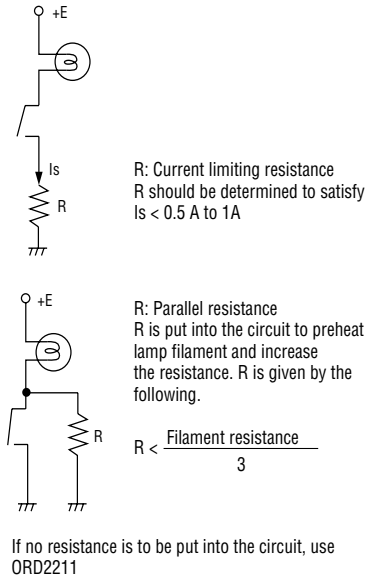 +E
Is
R
R: Current limiting resistance
R should be determined to satisfy
Is < 0.5 A to 1A
+E
R
R: Parallel resistance
R is put into the circuit to preheat
lamp filament and increase
the resistance. R is given by the
following.
R < Filament resistance
3
If no resistance is to be put into the circuit, use
ORD2211